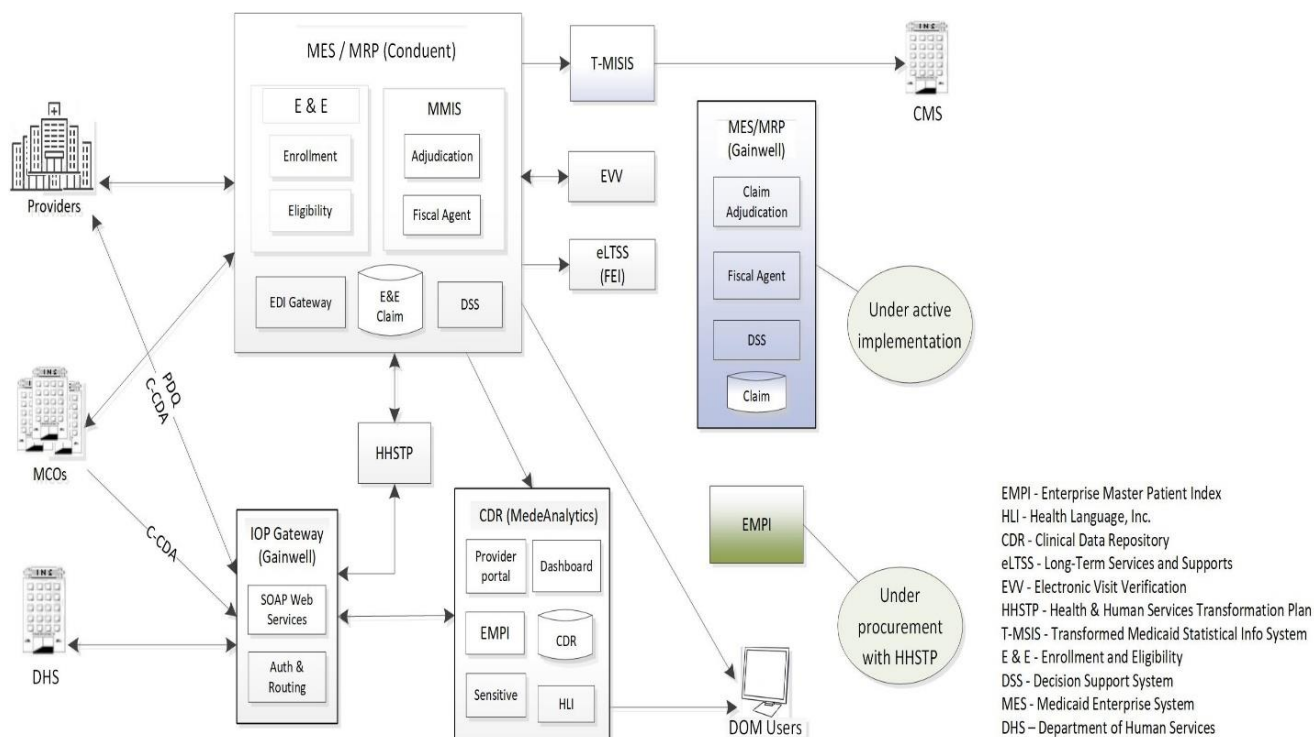 MES / MRP (Conduent)
E & E
Enrollment
Eligibility
MMIS
Adjudication
Fiscal Agent
EDI Gateway
E&E
Claim
DSS
T-MISIS
EVV
eLTSS
(FEI)
INC
CMS
MES/MRP
(Gainwell)
Claim
Adjudication
Fiscal Agent
DSS
Claim
Under active
implementation
Providers
INC
MCOs
PDQ
C-CDA
C-CDA
INC
DHS
HHSTP
IOP Gateway
(Gainwell)
SOAP Web
Services
Auth &
Routing
CDR (MedeAnalytics)
Provider
portal
Dashboard
EMPI
CDR
Sensitive
HLI
DOM Users
EMPI
Under
procurement
with HHSTP
EMPI - Enterprise Master Patient Index
HLI - Health Language, Inc.
CDR - Clinical Data Repository
eLTSS - Long-Term Services and Supports
EVV - Electronic Visit Verification
HHSTP - Health & Human Services Transformation Plan
T-MSIS - Transformed Medicaid Statistical Info System
E & E - Enrollment and Eligibility
DSS - Decision Support System
MES - Medicaid Enterprise System
DHS – Department of Human Services